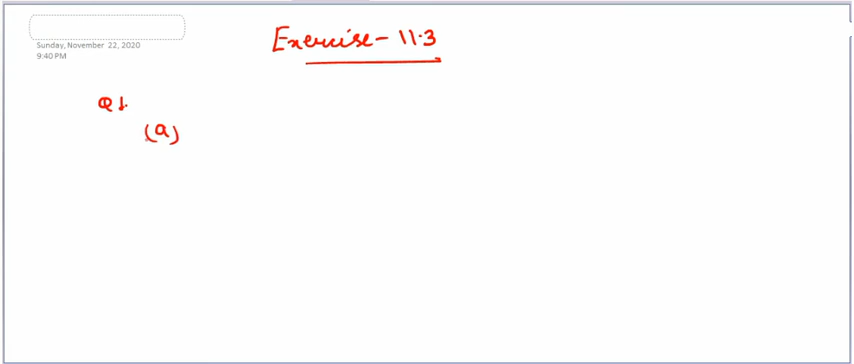 Exercise - 11.3
Sunday, November 22, 2020
9:40 PM
Q1.
(a)